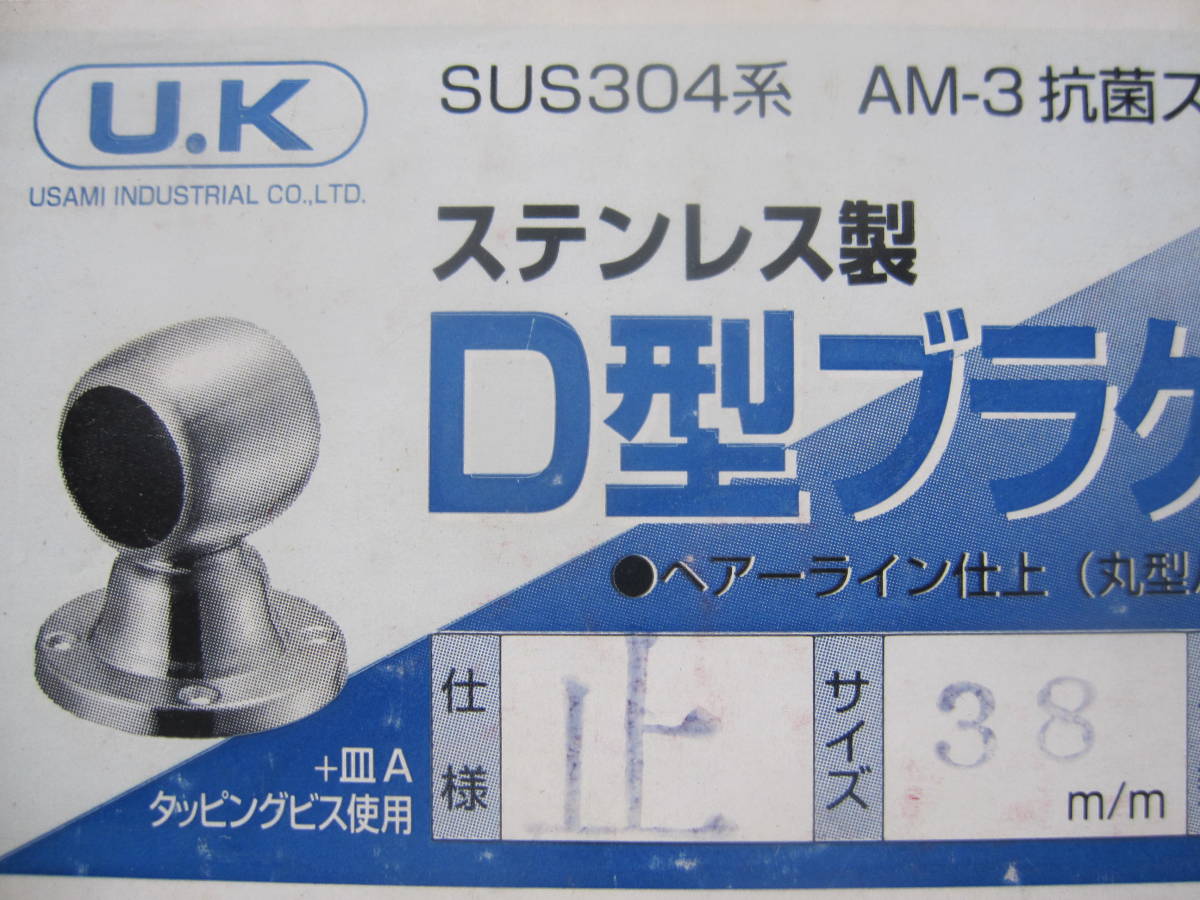 U.K
USAMI INDUSTRIAL CO.,LTD.
SUS304系 AM-3 抗菌ス
ステンレス製
D型ブラケ
●ヘアーライン仕上（丸型
仕様 止 サイズ 38 m/m
+皿A
タッピングビス使用